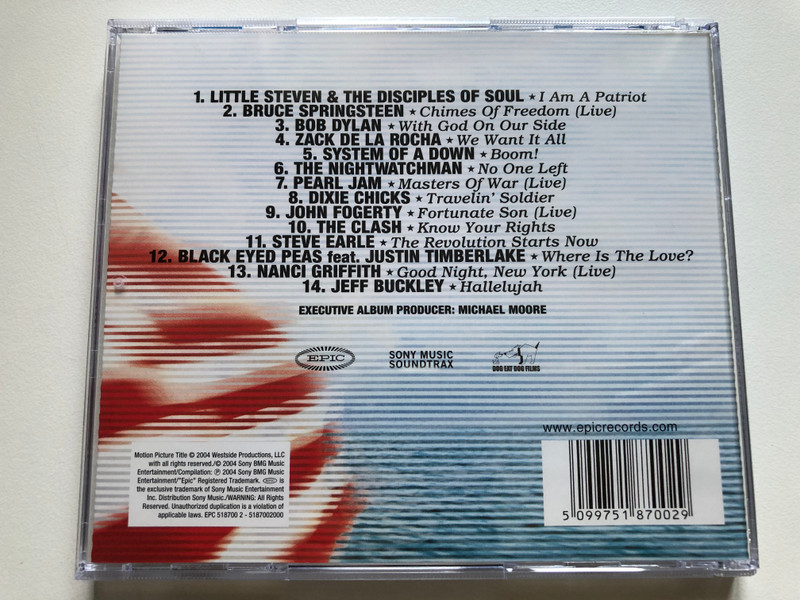 1. LITTLE STEVEN & THE DISCIPLES OF SOUL ★ I Am A Patriot
2. BRUCE SPRINGSTEEN ★ Chimes Of Freedom (Live)
3. BOB DYLAN ★ With God On Our Side
4. ZACK DE LA ROCHA ★ We Want It All
5. SYSTEM OF A DOWN ★ Boom!
6. THE NIGHTWATCHMAN ★ No One Left
7. PEARL JAM ★ Masters Of War (Live)
8. DIXIE CHICKS ★ Travelin' Soldier
9. JOHN FOGERTY ★ Fortunate Son (Live)
10. THE CLASH ★ Know Your Rights
11. STEVE EARLE ★ The Revolution Starts Now
12. BLACK EYED PEAS feat. JUSTIN TIMBERLAKE ★ Where Is The Love?
13. NANCI GRIFFITH ★ Good Night, New York (Live)
14. JEFF BUCKLEY ★ Hallelujah
EXECUTIVE ALBUM PRODUCER: MICHAEL MOORE
EPIC
SONY MUSIC
SOUNDTRAX
DOG EAT DOG FILMS
www.epicrecords.com
Motion Picture Title © 2004 Westside Productions, LLC
with all rights reserved./© 2004 Sony BMG Music
Entertainment/Compilation: ℗ 2004 Sony BMG Music
Entertainment/"Epic" Registered Trademark. EPIC is
the exclusive trademark of Sony Music Entertainment
Inc. Distribution Sony Music./WARNING: All Rights
Reserved. Unauthorized duplication is a violation of
applicable laws. EPC 518700 2 - 5187002000
5 099751 870029